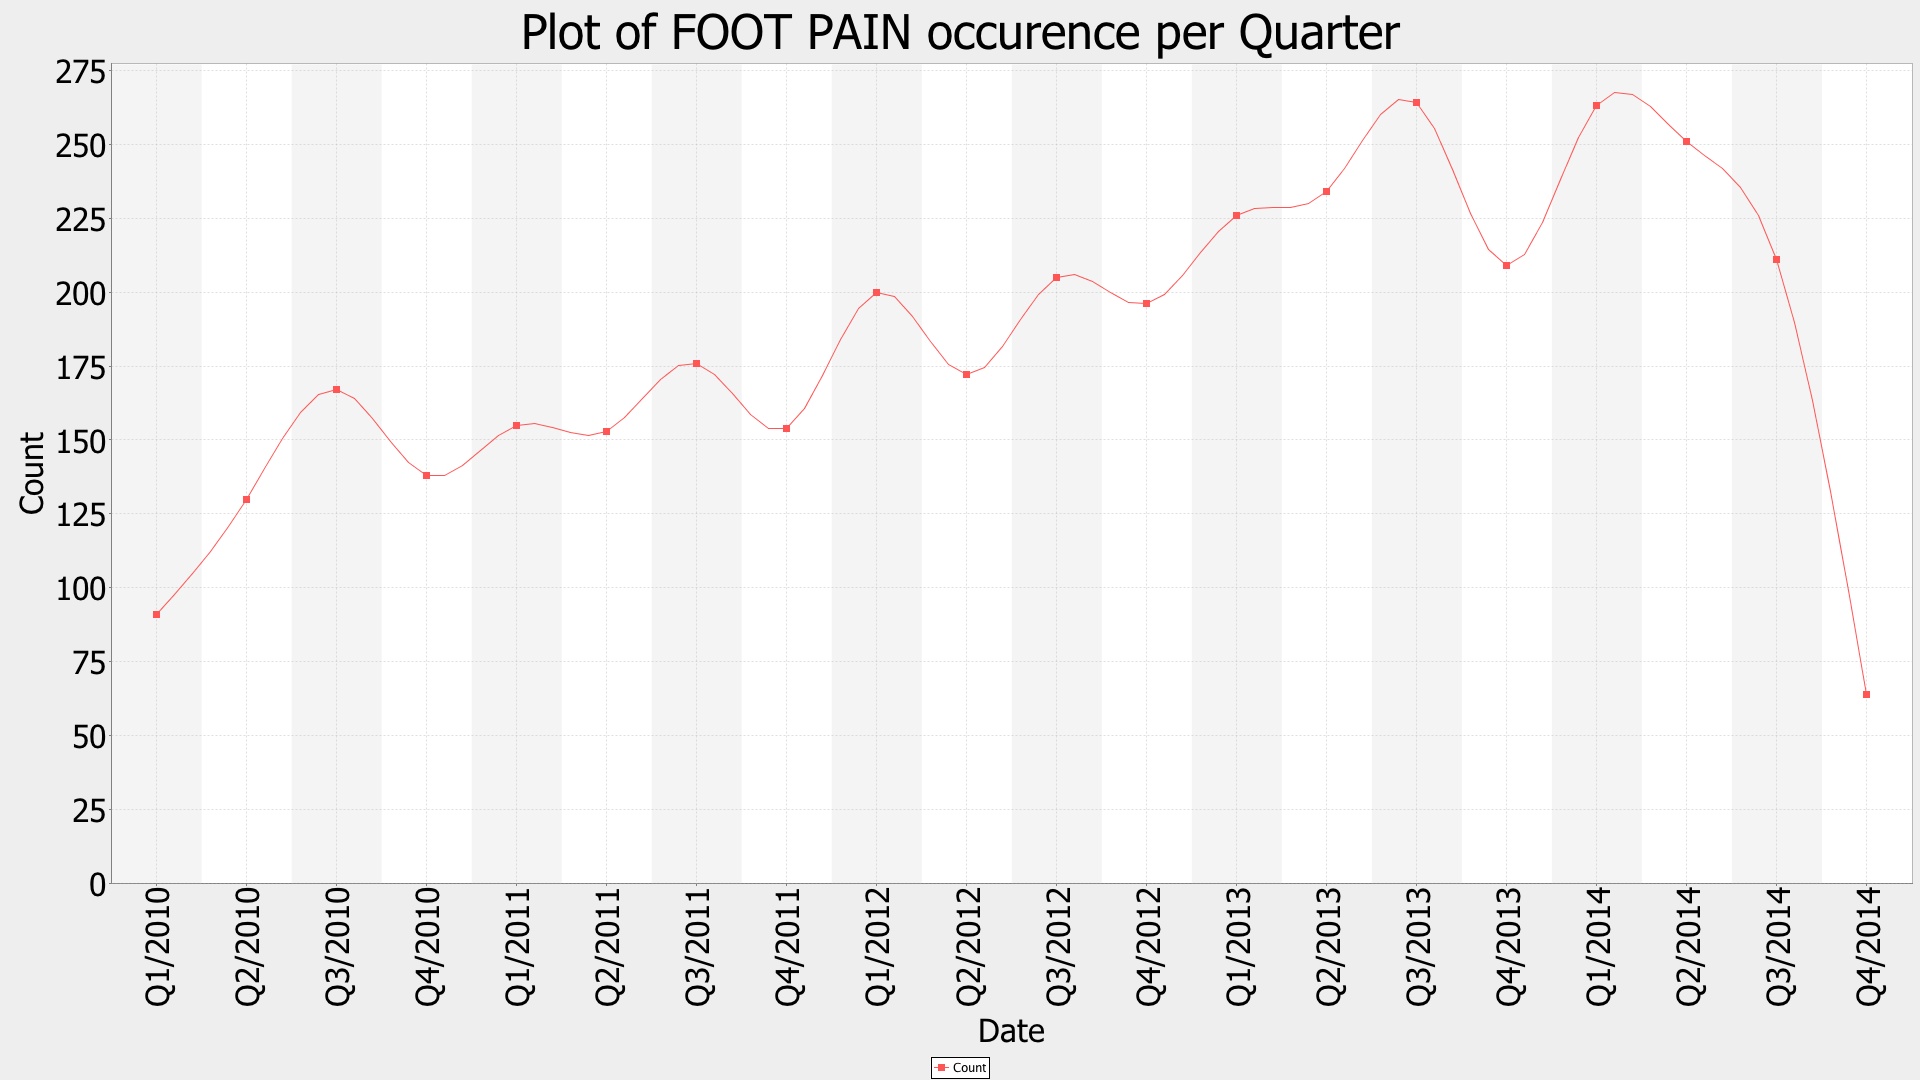 Plot of FOOT PAIN occurence per Quarter
275
250
225
200
175
150
125
100
75
50
25
0
Count
Q1/2010
Q2/2010
Q3/2010
Q4/2010
Q1/2011
Q2/2011
Q3/2011
Q4/2011
Q1/2012
Q2/2012
Q3/2012
Q4/2012
Q1/2013
Q2/2013
Q3/2013
Q4/2013
Q1/2014
Q2/2014
Q3/2014
Q4/2014
Date
Count